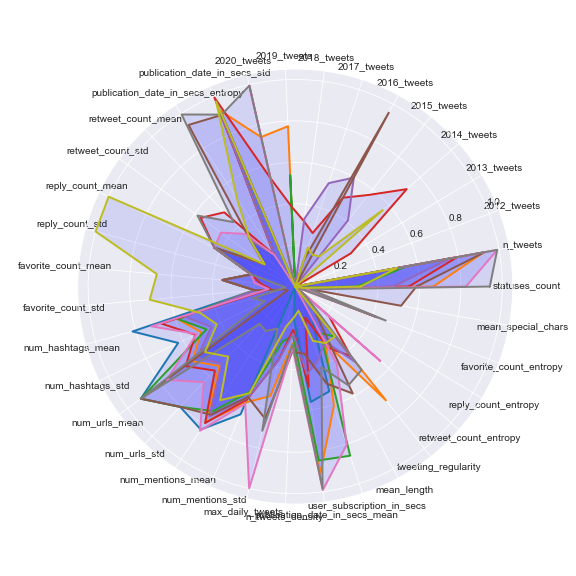 2019_tweets
2018_tweets
2020_tweets
2017_tweets
publication_date_in_secs_std
2016_tweets
publication_date_in_secs_entropy
2015_tweets
retweet_count_mean
2014_tweets
retweet_count_std
2013_tweets
reply_count_mean
1.0
2012_tweets
0.8
reply_count_std
0.6
n_tweets
0.4
favorite_count_mean
0.2
statuses_count
favorite_count_std
mean_special_chars
num_hashtags_mean
favorite_count_entropy
num_hashtags_std
reply_count_entropy
num_urls_mean
retweet_count_entropy
num_urls_std
tweeting_regularity
num_mentions_mean
mean_length
num_mentions_std
user_subscription_in_secs
max_daily_tweets
publication_date_in_secs_mean
n_tweets_density